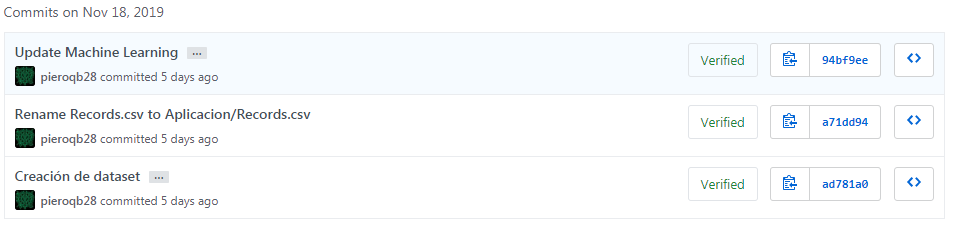 Commits on Nov 18, 2019
Update Machine Learning ...
Verified
94bf9ee
pieroqb28 committed 5 days ago
Rename Records.csv to Aplicacion/Records.csv
Verified
a71dd94
pieroqb28 committed 5 days ago
Creación de dataset ...
Verified
ad781a0
pieroqb28 committed 5 days ago